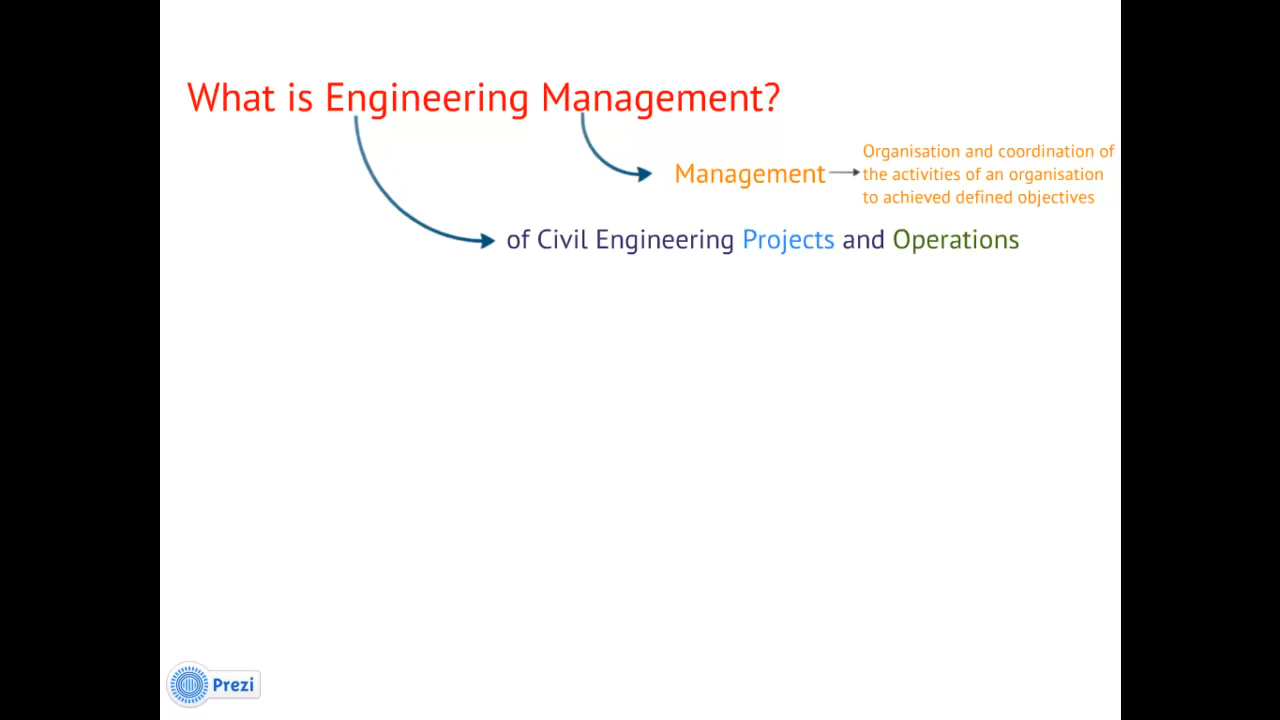 What is Engineering Management?
Management
Organisation and coordination of
the activities of an organisation
to achieved defined objectives
of Civil Engineering Projects and Operations
Prezi